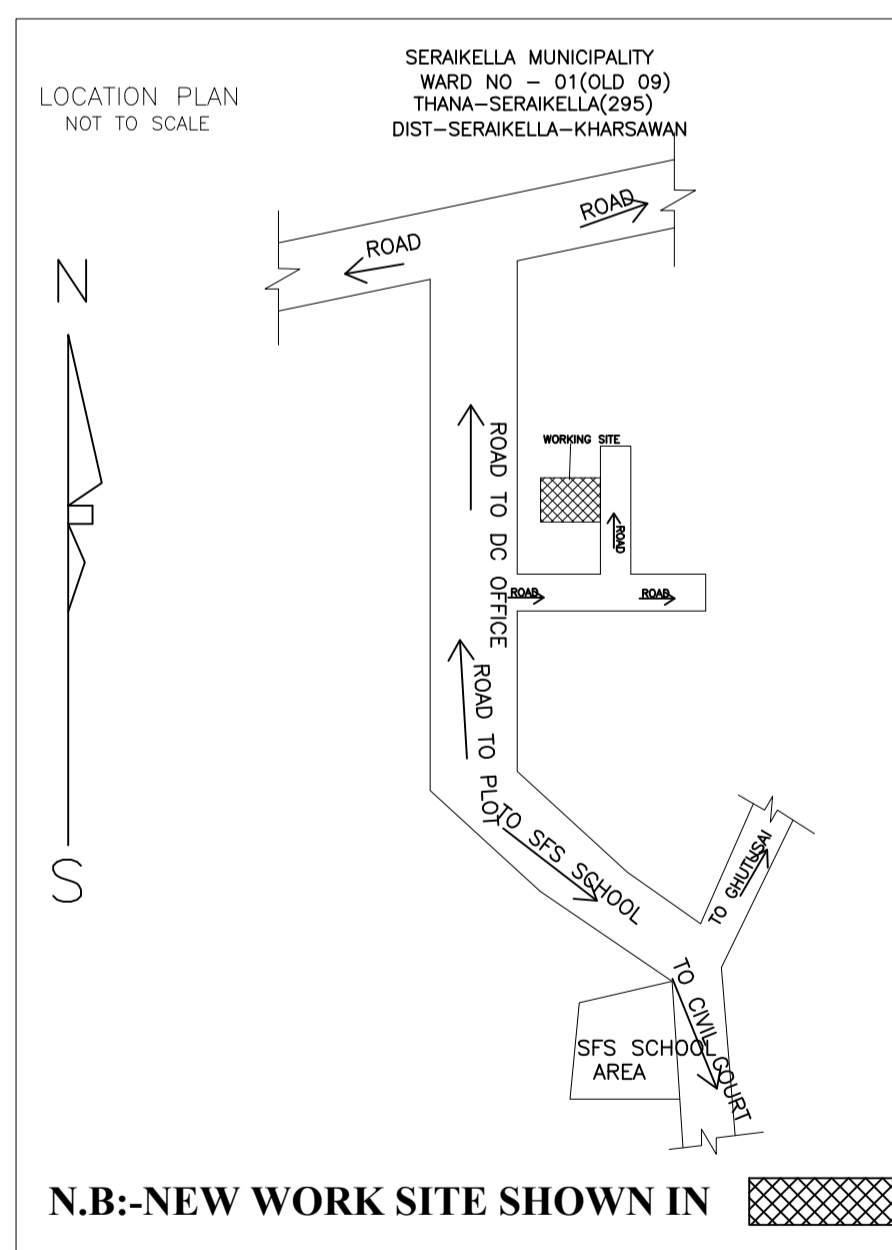 SERAIKELLA MUNICIPALITY
WARD NO - 01(OLD 09)
THANA-SERAIKELLA(295)
DIST-SERAIKELLA-KHARSAWAN
LOCATION PLAN
NOT TO SCALE
ROAD
ROAD
N
WORKING SITE
ROAD TO DC OFFICE
ROAD
ROAD
ROAD
ROAD TO PLOT
TO SFS SCHOOL
TO GHUTUSAI
S
TO CIVIL COURT
SFS SCHOOL
AREA
N.B:-NEW WORK SITE SHOWN IN